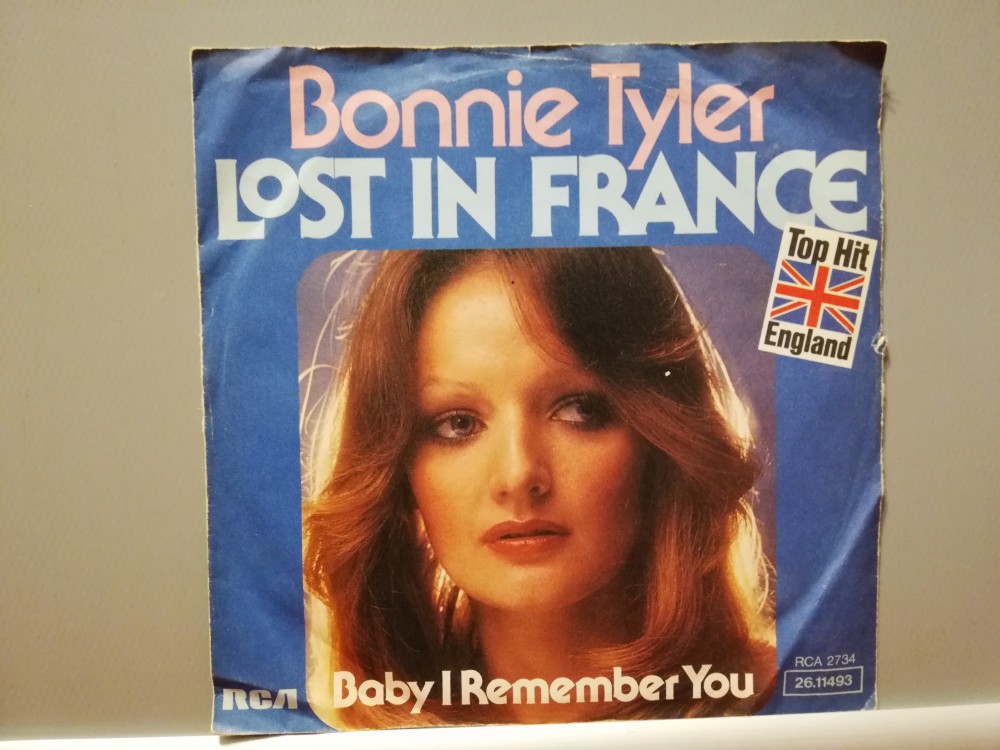 Bonnie Tyler
LOST IN FRANCE
Top Hit
England
Baby I Remember You
RCA
RCA 2734
26.11493